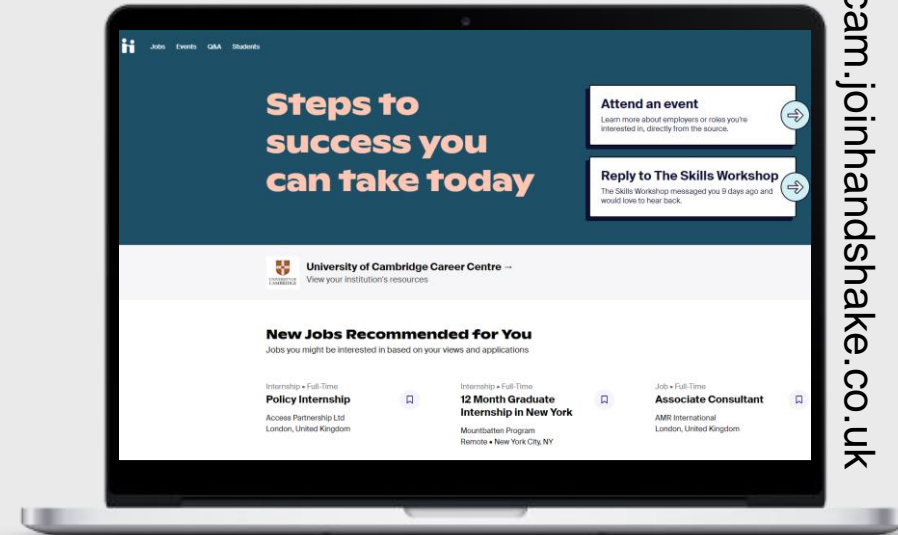 Jobs Events Q&A Students
Steps to
success you
can take today
Attend an event
Learn more about employers or roles you're
interested in, directly from the source.
Reply to The Skills Workshop
The Skills Workshop messaged you 9 days ago and
would love to hear back.
UNIVERSITY OF
CAMBRIDGE
University of Cambridge Career Centre →
View your institution's resources
New Jobs Recommended for You
Jobs you might be interested in based on your views and applications
Internship • Full-Time
Policy Internship
Access Partnership Ltd
London, United Kingdom
Internship • Full-Time
12 Month Graduate
Internship in New York
Mountbatten Program
Remote • New York City, NY
Job • Full-Time
Associate Consultant
AMR International
London, United Kingdom
cam.joinhandshake.co.uk